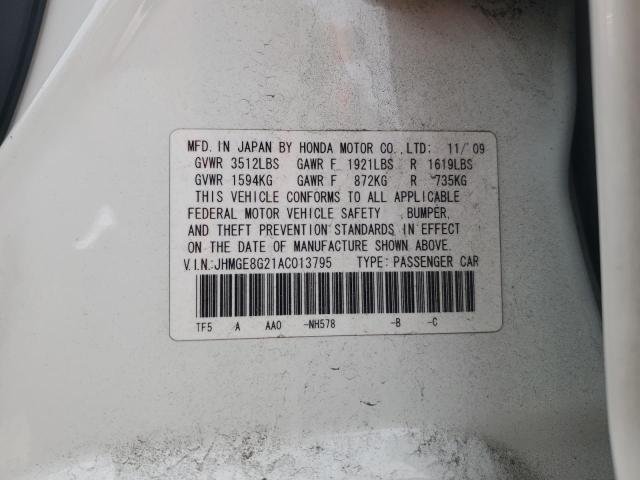 MFD. IN JAPAN BY HONDA MOTOR CO., LTD: 11/'09
GVWR 3512LBS GAWR F 1921LBS R 1619LBS
GVWR 1594KG GAWR F 872KG R 735KG
THIS VEHICLE CONFORMS TO ALL APPLICABLE
FEDERAL MOTOR VEHICLE SAFETY ,BUMPER,
AND THEFT PREVENTION STANDARDS IN EFFECT
ON THE DATE OF MANUFACTURE SHOWN ABOVE.
V.I.N:JHMGE8G21AC013795 TYPE: PASSENGER CAR
TF5 A AA0 -NH578 -B -C